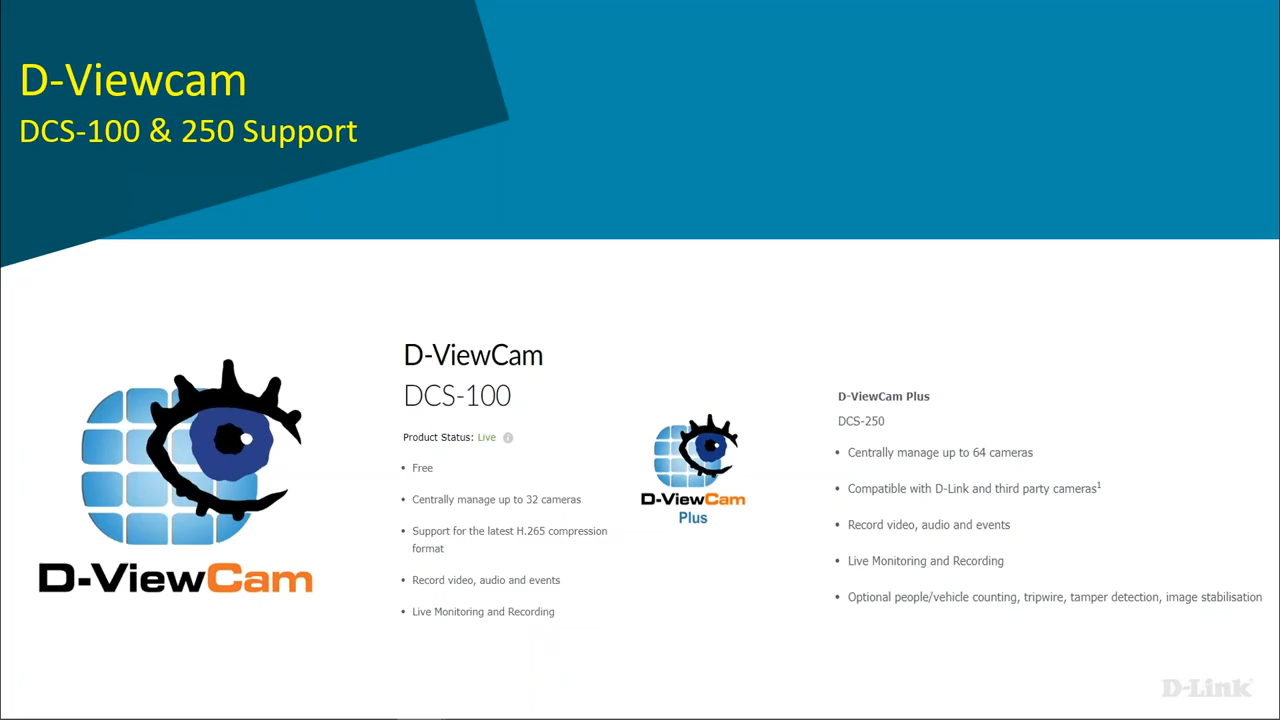 D-Viewcam
DCS-100 & 250 Support
D-ViewCam
D-ViewCam
DCS-100
Product Status: Live
• Free
• Centrally manage up to 32 cameras
• Support for the latest H.265 compression
format
• Record video, audio and events
• Live Monitoring and Recording
D-ViewCam
Plus
D-ViewCam Plus
DCS-250
• Centrally manage up to 64 cameras
• Compatible with D-Link and third party cameras¹
• Record video, audio and events
• Live Monitoring and Recording
• Optional people/vehicle counting, tripwire, tamper detection, image stabilisation
D-Link